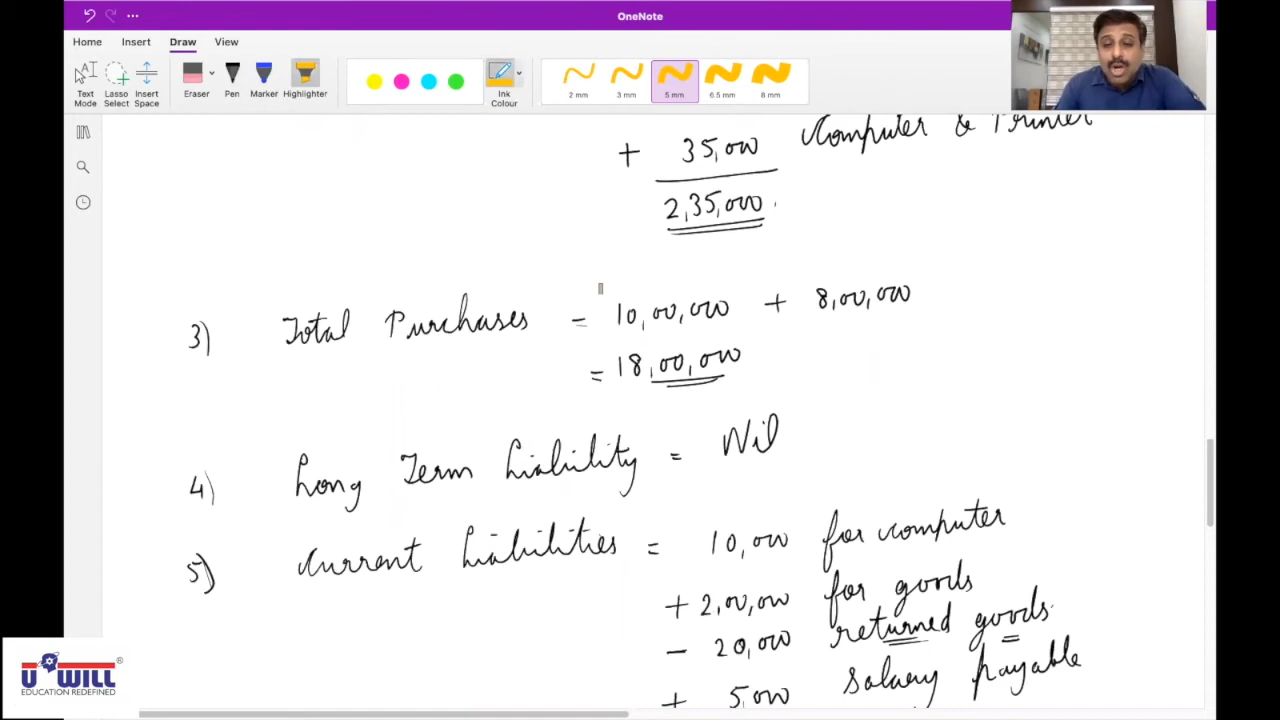 OneNote
Home Insert Draw View
Text Mode
Lasso Select
Insert Space
Eraser
Pen
Marker
Highlighter
Ink Colour
2 mm
3 mm
5 mm
6.5 mm
8 mm
+ 35,000 Computer & Printer
2,35,000
3) Total Purchases = 10,00,000 + 8,00,000
= 18,00,000
4) Long Term Liability = Nil
5) Current Liabilities = 10,000 for computer
+ 2,00,000 for goods
- 20,000 returned goods.
+ 5,000 salary payable
U WILL ®
EDUCATION REDEFINED